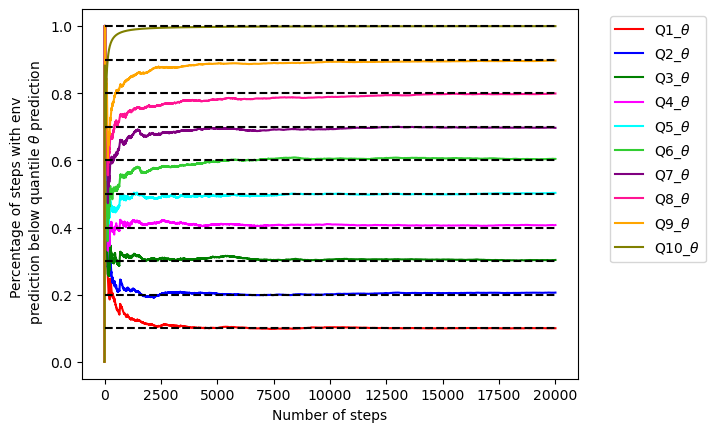 Percentage of steps with env
prediction below quantile θ prediction
1.0
0.8
0.6
0.4
0.2
0.0
0
2500
5000
7500
10000
12500
15000
17500
20000
Number of steps
Q1_θ
Q2_θ
Q3_θ
Q4_θ
Q5_θ
Q6_θ
Q7_θ
Q8_θ
Q9_θ
Q10_θ